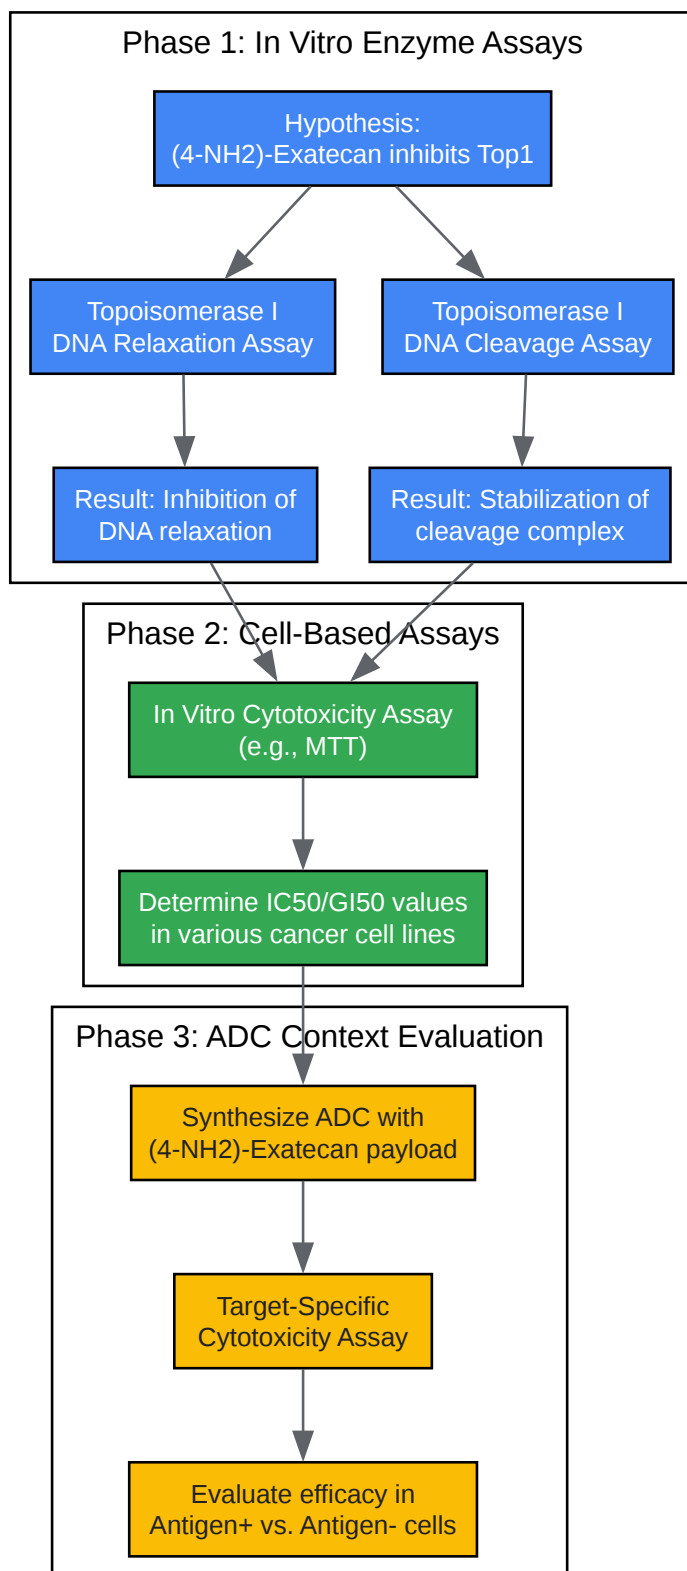 Phase 1: In Vitro Enzyme Assays
Hypothesis:
(4-NH2)-Exatecan inhibits Top1
Topoisomerase I
DNA Relaxation Assay
Topoisomerase I
DNA Cleavage Assay
Result: Inhibition of
DNA relaxation
Result: Stabilization of
cleavage complex
Phase 2: Cell-Based Assays
In Vitro Cytotoxicity Assay
(e.g., MTT)
Determine IC50/GI50 values
in various cancer cell lines
Phase 3: ADC Context Evaluation
Synthesize ADC with
(4-NH2)-Exatecan payload
Target-Specific
Cytotoxicity Assay
Evaluate efficacy in
Antigen+ vs. Antigen- cells